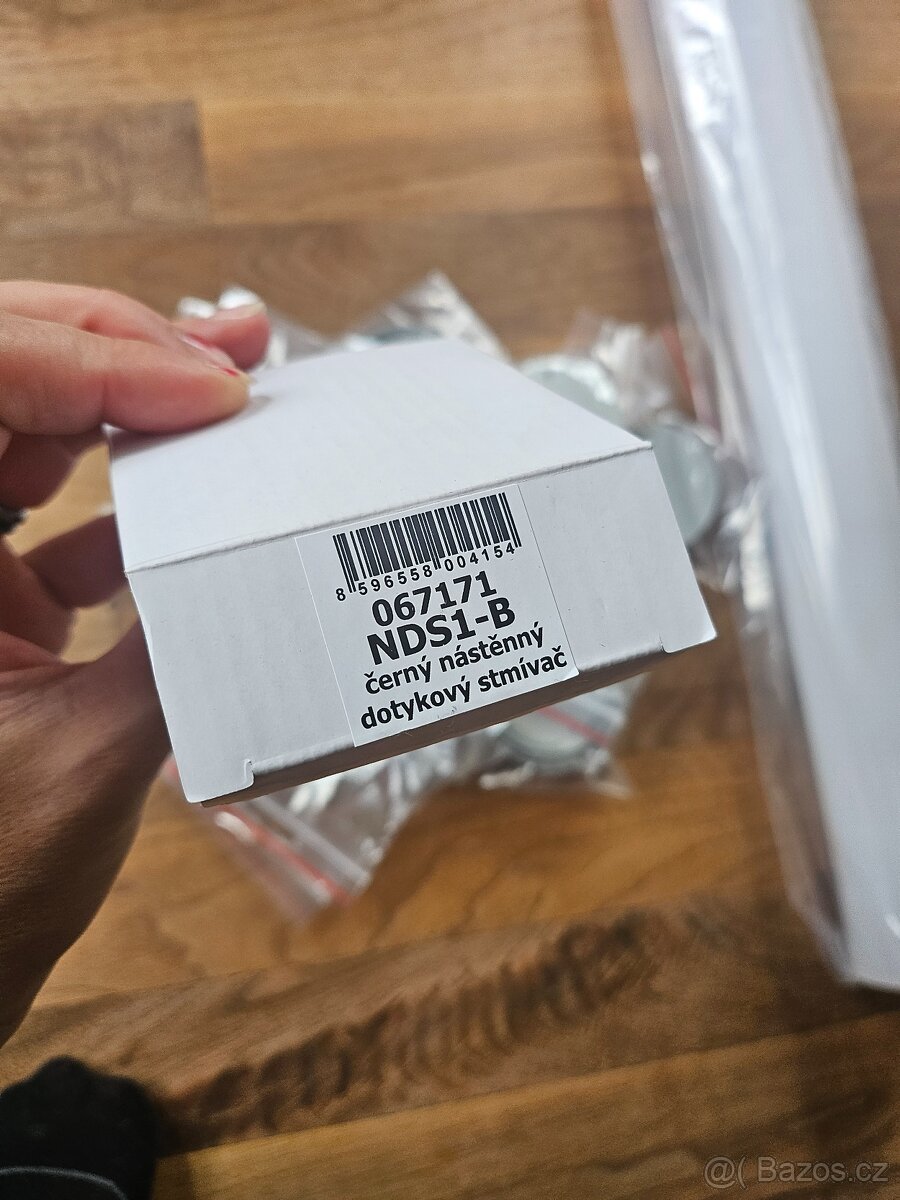 8 596558 004154
067171
NDS1-B
černý nástěnný
dotykový stmívač
@( Bazos.cz